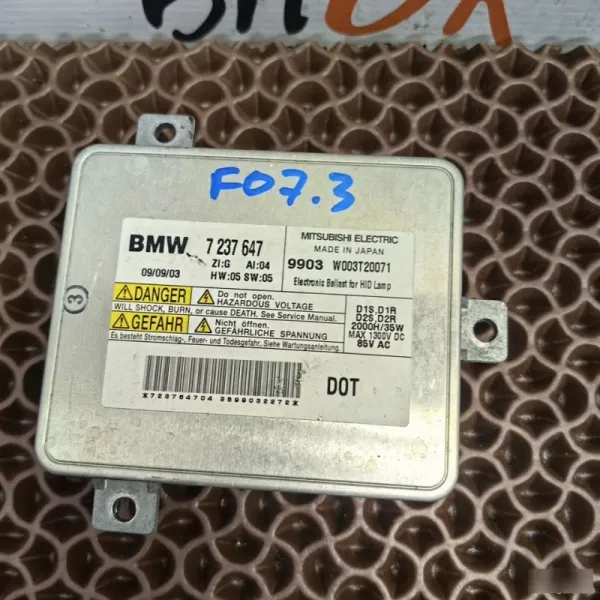 F07.3
BMW 7 237 647
ZI:G AI:04
09/09/03 HW:05 SW:05
MITSUBISHI ELECTRIC
MADE IN JAPAN
9903 W003T20071
Electronic Ballast for HID Lamp
DANGER Do not open.
HAZARDOUS VOLTAGE
WILL SHOCK, BURN, or cause DEATH. See Service Manual.
GEFAHR Nicht öffnen.
GEFÄHRLICHE SPANNUNG
Es besteht Stromschlag-, Feuer- und Todesgefahr. Siehe Wartungsanleitung.
D1S,D1R
D2S,D2R
2000H/35W
MAX 1300V DC
85V AC
*723764704 3599032272*
DOT
3